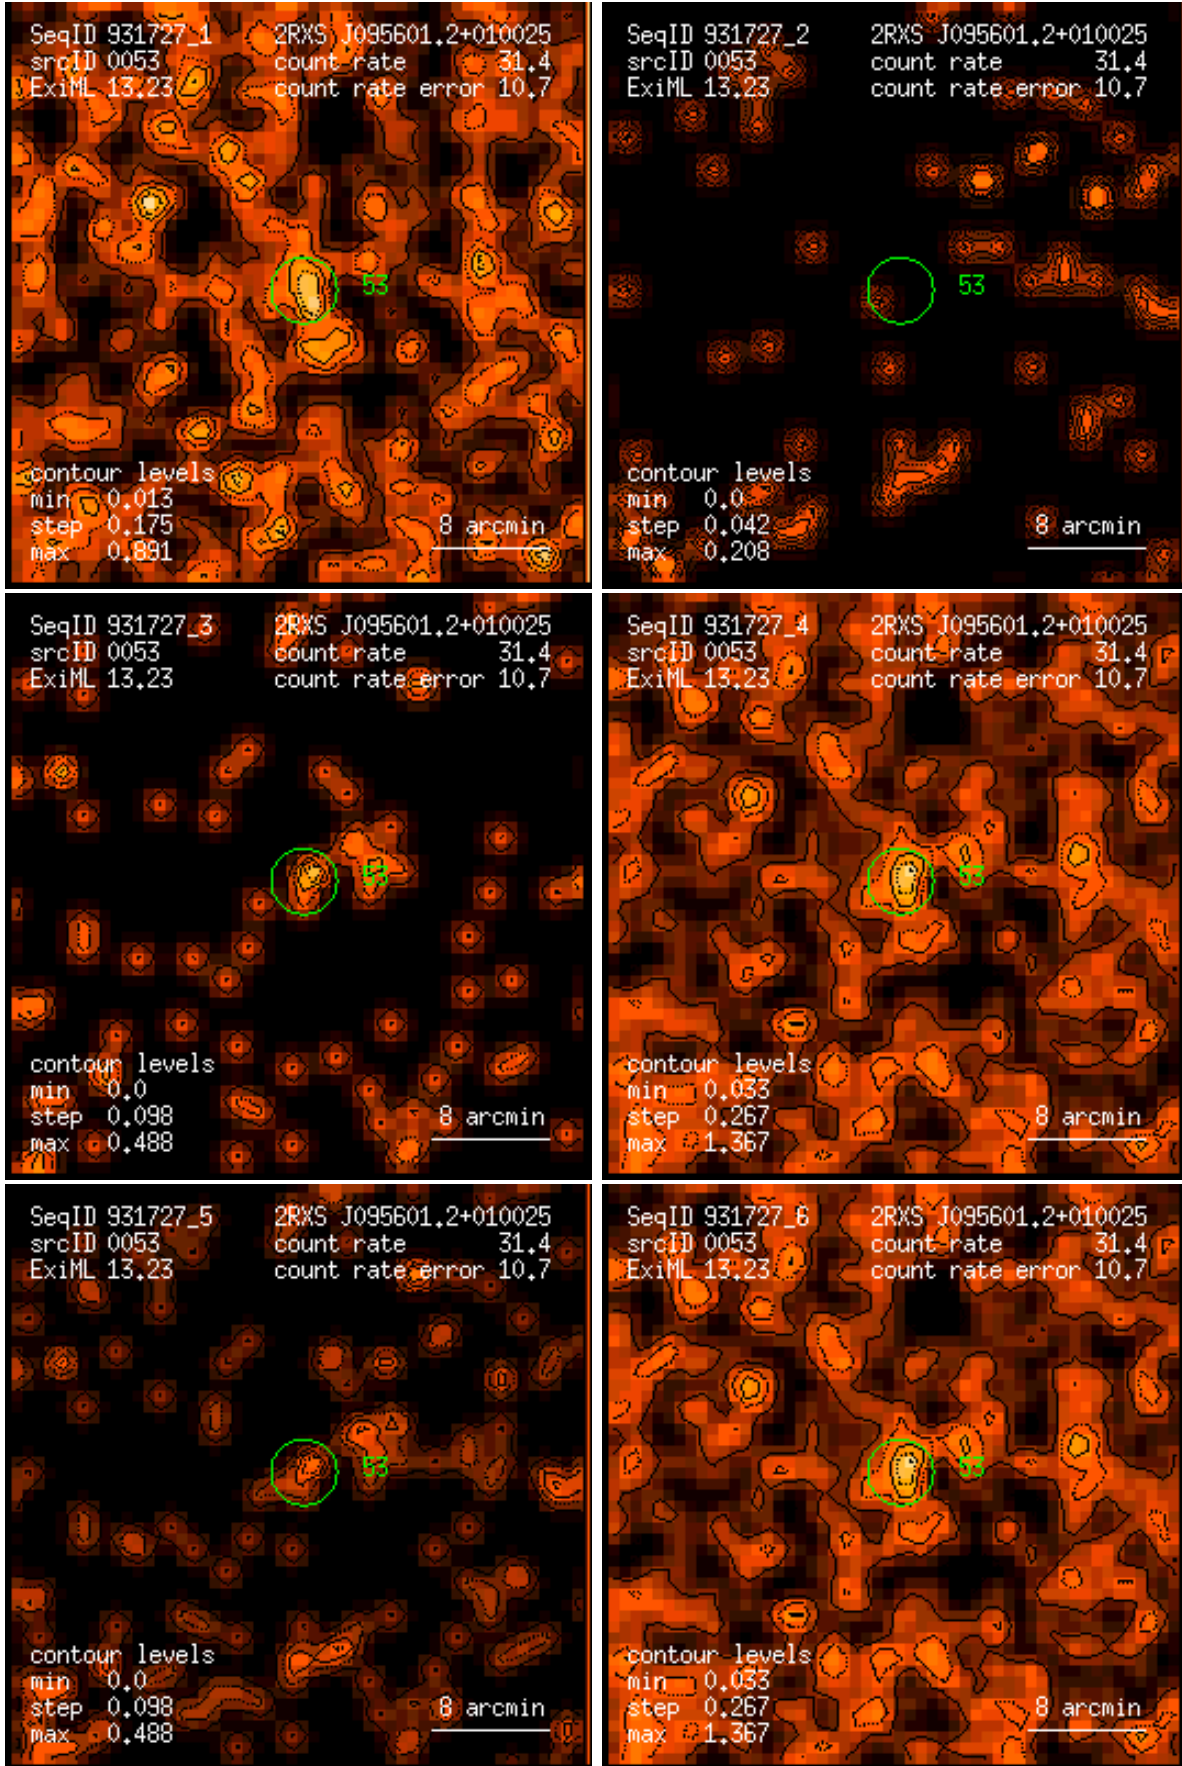 SeqID 931727_1 2RXS J095601.2+010025
srcID 0053 count rate 31.4
ExiML 13.23 count rate error 10.7
53
contour levels
min 0.013
step 0.175
max 0.891
8 arcmin
SeqID 931727_2 2RXS J095601.2+010025
srcID 0053 count rate 31.4
ExiML 13.23 count rate error 10.7
53
contour levels
min 0.0
step 0.042
max 0.208
8 arcmin
SeqID 931727_3 2RXS J095601.2+010025
srcID 0053 count rate 31.4
ExiML 13.23 count rate error 10.7
53
contour levels
min 0.0
step 0.098
max 0.488
8 arcmin
SeqID 931727_4 2RXS J095601.2+010025
srcID 0053 count rate 31.4
ExiML 13.23 count rate error 10.7
53
contour levels
min 0.033
step 0.267
max 1.367
8 arcmin
SeqID 931727_5 2RXS J095601.2+010025
srcID 0053 count rate 31.4
ExiML 13.23 count rate error 10.7
53
contour levels
min 0.0
step 0.098
max 0.488
8 arcmin
SeqID 931727_6 2RXS J095601.2+010025
srcID 0053 count rate 31.4
ExiML 13.23 count rate error 10.7
53
contour levels
min 0.033
step 0.267
max 1.367
8 arcmin